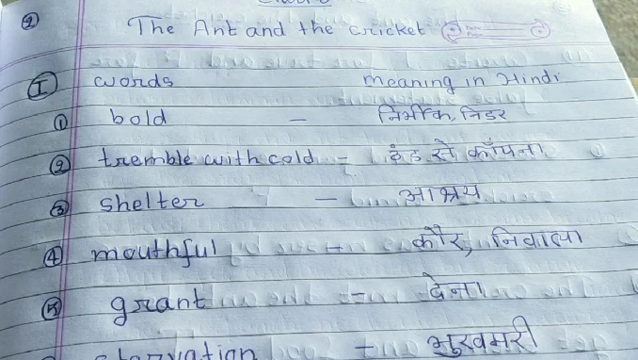 ② The Ant and the cricket
I words meaning in Hindi
① bold – निर्भीक, निडर
② tremble with cold – ठंड से काँपना
③ shelter – आश्रय
④ mouthful – कौर, निवाला
⑤ grant – देना
starvation – भुखमरी